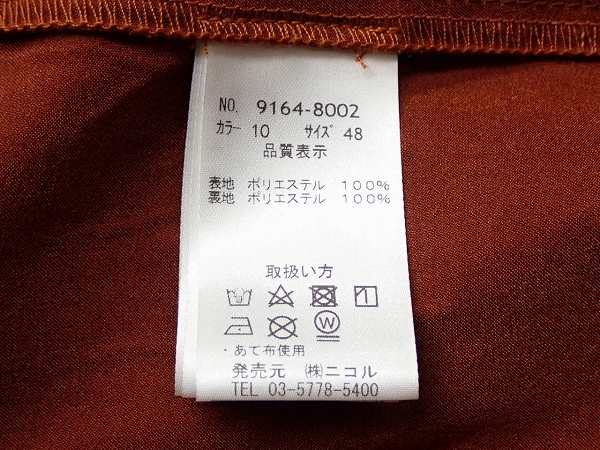 NO. 9164-8002
カラー 10 サイズ 48
品質表示
表地 ポリエステル 100%
裏地 ポリエステル 100%
取扱い方
W
・あて布使用
発売元 (株)ニコル
TEL 03-5778-5400